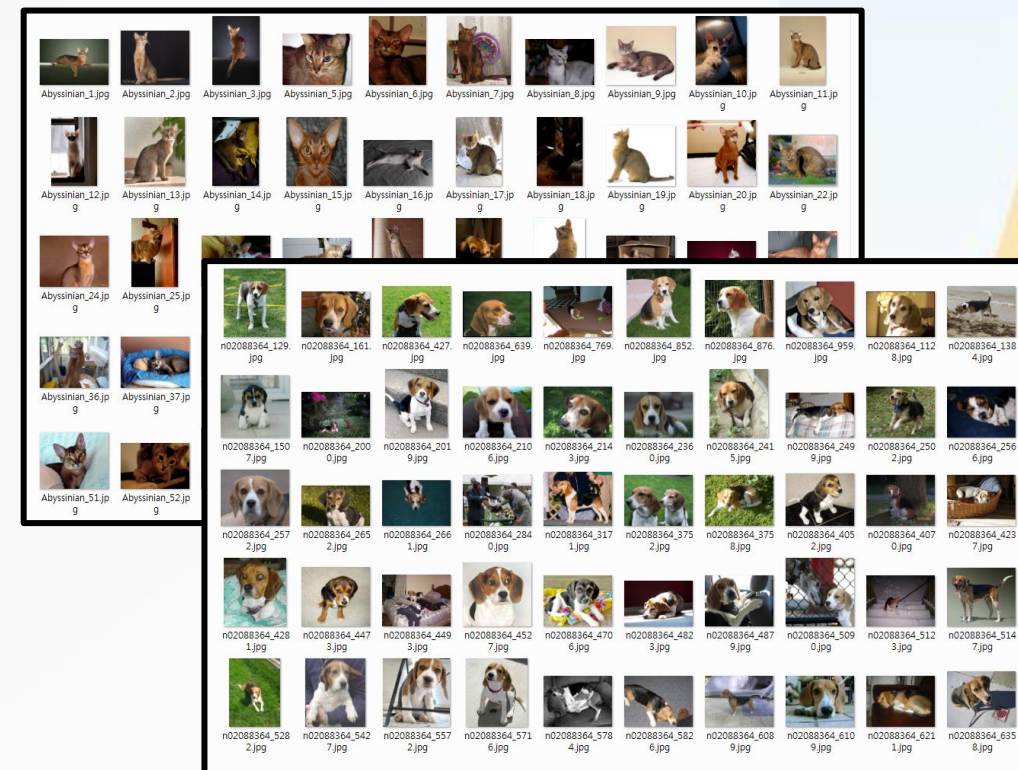 Abyssinian_1.jpg Abyssinian_2.jpg Abyssinian_3.jpg Abyssinian_5.jpg Abyssinian_6.jpg Abyssinian_7.jpg Abyssinian_8.jpg Abyssinian_9.jpg Abyssinian_10.jp Abyssinian_11.jp
g g
Abyssinian_12.jp Abyssinian_13.jp Abyssinian_14.jp Abyssinian_15.jp Abyssinian_16.jp Abyssinian_17.jp Abyssinian_18.jp Abyssinian_19.jp Abyssinian_20.jp Abyssinian_22.jp
g g g g g g g g g g
Abyssinian_24.jp Abyssinian_25.jp
g g
Abyssinian_36.jp Abyssinian_37.jp
g g
Abyssinian_51.jp Abyssinian_52.jp
g g
n02088364_129. n02088364_161. n02088364_427. n02088364_639. n02088364_769. n02088364_852. n02088364_876. n02088364_959. n02088364_112 n02088364_138
jpg jpg jpg jpg jpg jpg jpg jpg 8.jpg 4.jpg
n02088364_150 n02088364_200 n02088364_201 n02088364_210 n02088364_214 n02088364_236 n02088364_241 n02088364_249 n02088364_250 n02088364_256
7.jpg 0.jpg 9.jpg 6.jpg 3.jpg 0.jpg 5.jpg 9.jpg 2.jpg 6.jpg
n02088364_257 n02088364_265 n02088364_266 n02088364_284 n02088364_317 n02088364_375 n02088364_375 n02088364_405 n02088364_407 n02088364_423
2.jpg 2.jpg 1.jpg 0.jpg 1.jpg 2.jpg 8.jpg 2.jpg 0.jpg 7.jpg
n02088364_428 n02088364_447 n02088364_449 n02088364_452 n02088364_470 n02088364_482 n02088364_487 n02088364_509 n02088364_512 n02088364_514
1.jpg 3.jpg 3.jpg 7.jpg 6.jpg 3.jpg 9.jpg 0.jpg 3.jpg 7.jpg
n02088364_528 n02088364_542 n02088364_557 n02088364_571 n02088364_578 n02088364_582 n02088364_608 n02088364_610 n02088364_621 n02088364_635
2.jpg 7.jpg 2.jpg 6.jpg 4.jpg 6.jpg 9.jpg 9.jpg 1.jpg 8.jpg